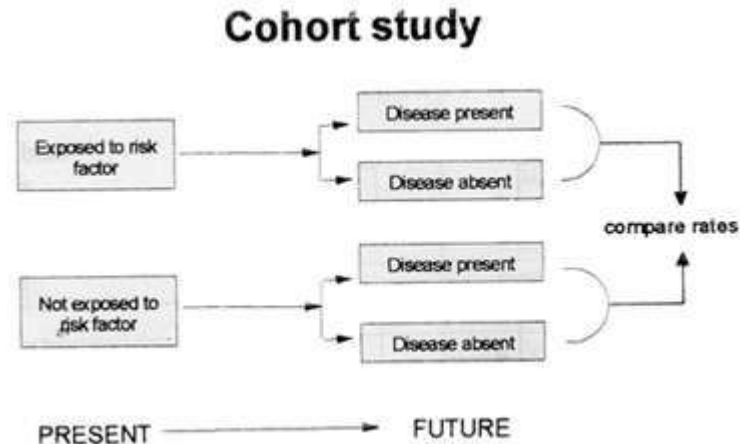 Cohort study
Exposed to risk
factor
Disease present
Disease absent
compare rates
Not exposed to
risk factor
Disease present
Disease absent
PRESENT
FUTURE